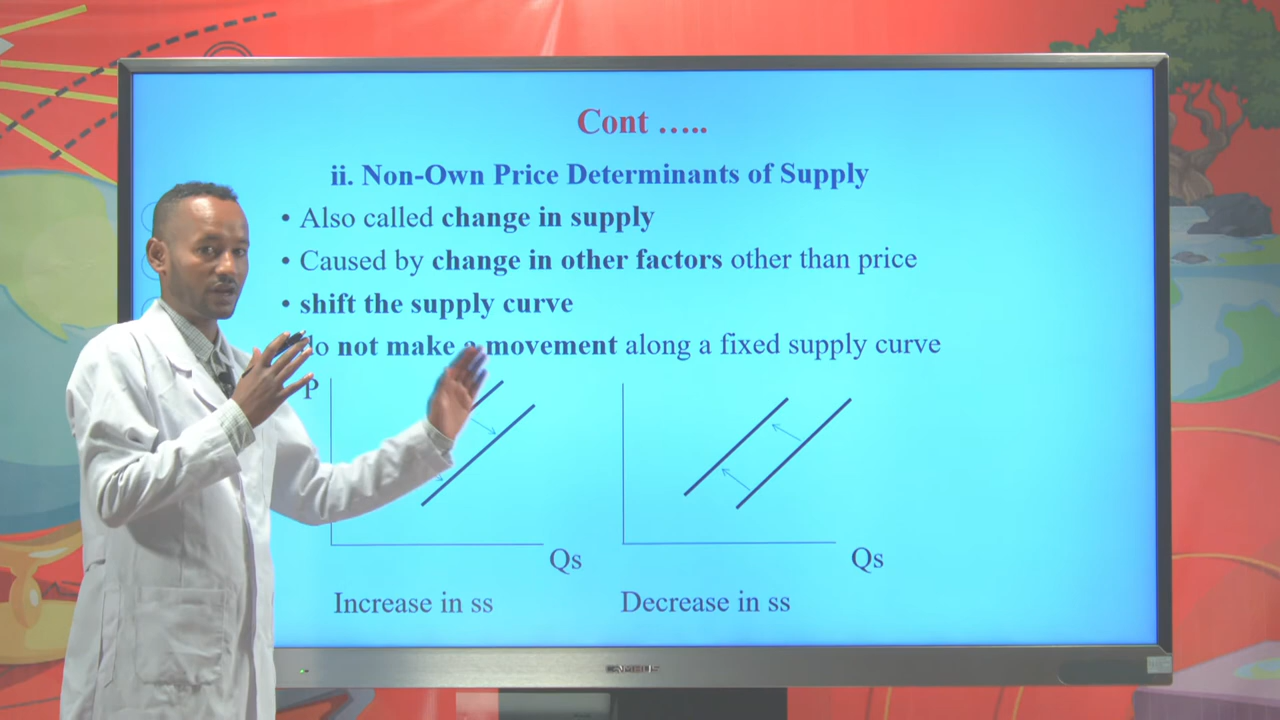 Cont …..
ii. Non-Own Price Determinants of Supply
• Also called change in supply
• Caused by change in other factors other than price
• shift the supply curve
do not make a movement along a fixed supply curve
P
Qs
Qs
Increase in ss
Decrease in ss